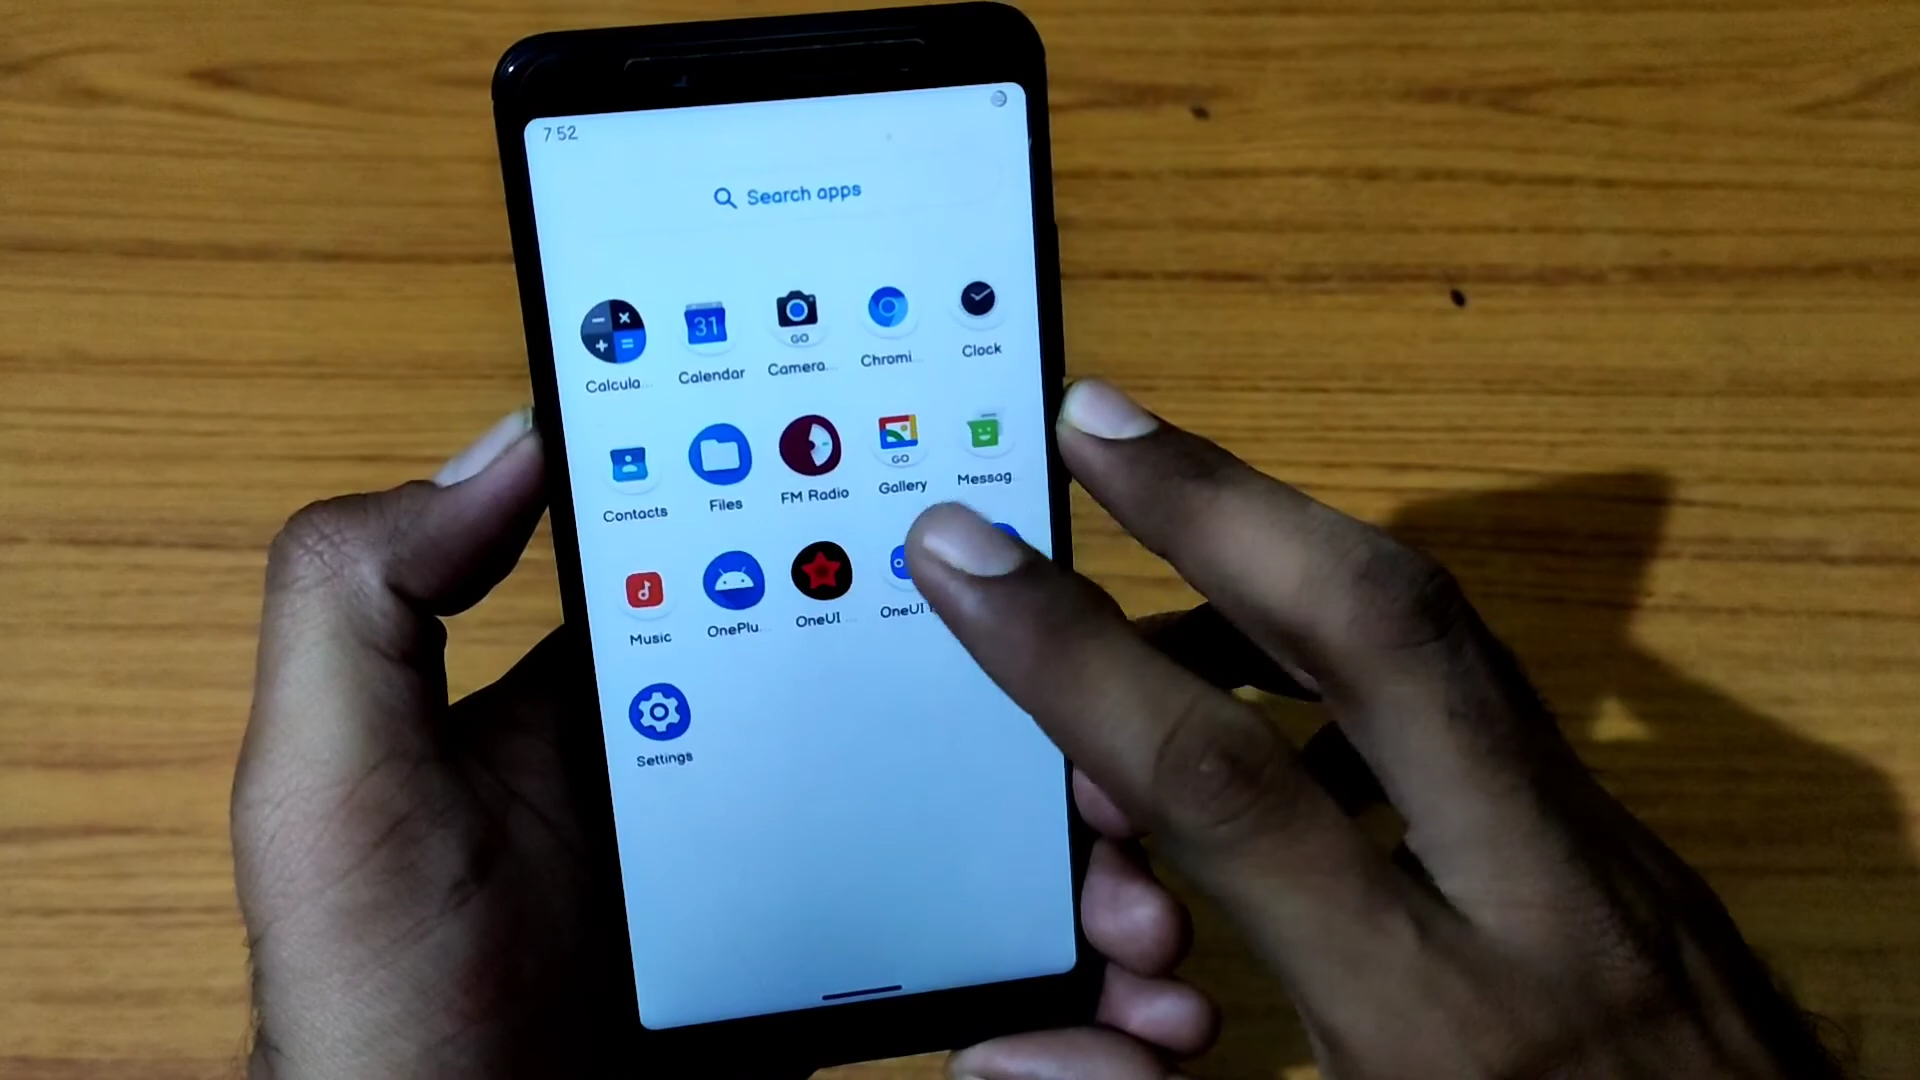 7:52
Search apps
31
GO
Calcula...
Calendar
Camera...
Chromi...
Clock
GO
Contacts
Files
FM Radio
Gallery
Messag...
Music
OnePlu...
OneUI ...
OneUI
Settings